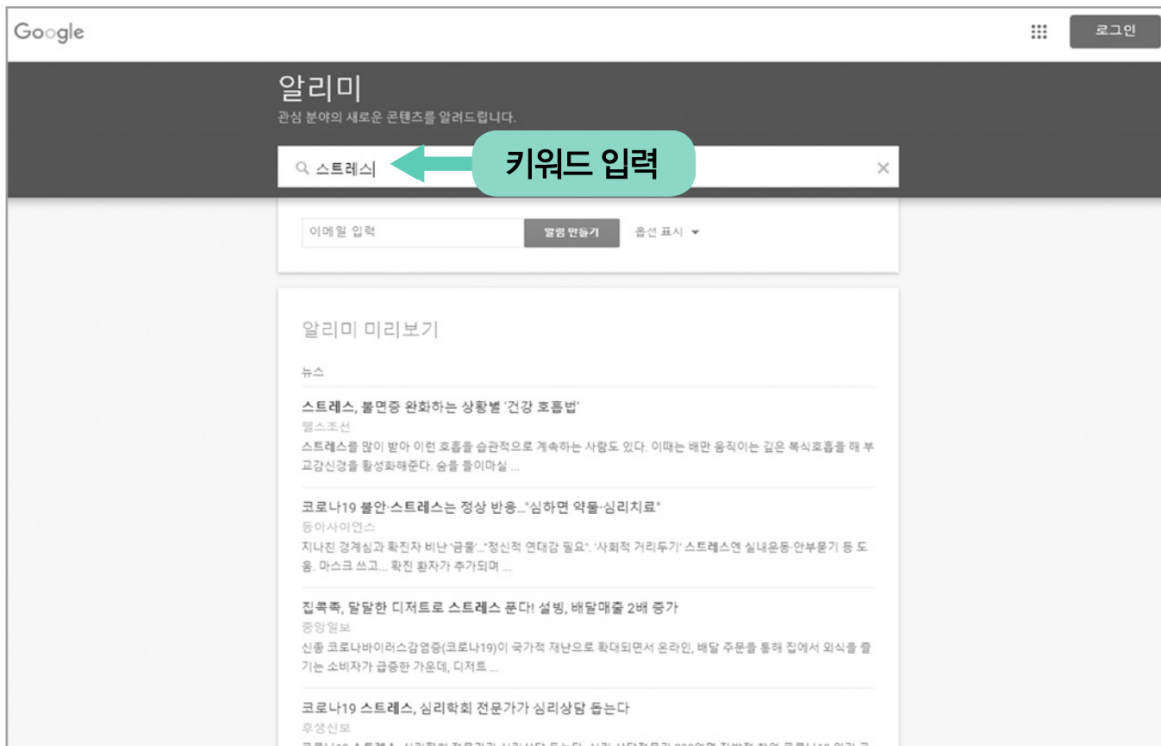 Google
로그인
알리미
관심 분야의 새로운 콘텐츠를 알려드립니다.
스트레스
키워드 입력
이메일 입력
알림 만들기
옵션 표시
알리미 미리보기
뉴스
스트레스, 불면증 완화하는 상황별 '건강 호흡법'
헬스조선
스트레스를 많이 받아 이런 호흡을 습관적으로 계속하는 사람도 있다. 이때는 배만 움직이는 깊은 복식호흡을 해 부
교감신경을 활성화해준다. 숨을 들이마실 ...
코로나19 불안·스트레스는 정상 반응..."심하면 약물·심리치료"
동아사이언스
지나친 경계심과 확진자 비난 '금물'..."정신적 연대감 필요". '사회적 거리두기' 스트레스엔 실내운동·안부묻기 등 도
움. 마스크 쓰고... 확진 환자가 추가되며 ...
집콕족, 달달한 디저트로 스트레스 푼다! 설빙, 배달매출 2배 증가
중앙일보
신종 코로나바이러스감염증(코로나19)이 국가적 재난으로 확대되면서 온라인, 배달 주문을 통해 집에서 외식을 즐
기는 소비자가 급증한 가운데, 디저트 ...
코로나19 스트레스, 심리학회 전문가가 심리상담 돕는다
후생신보